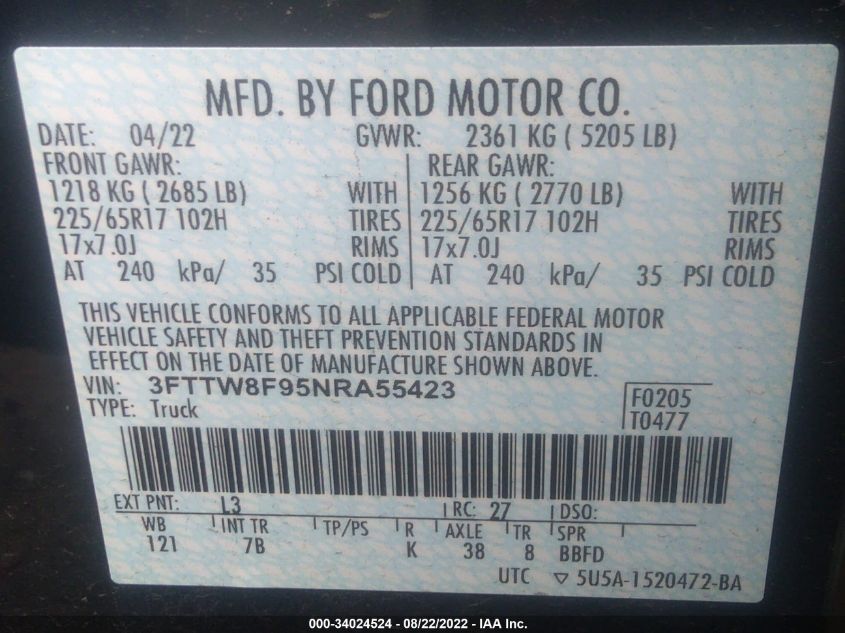 MFD. BY FORD MOTOR CO.
DATE: 04/22 GVWR: 2361 KG ( 5205 LB)
FRONT GAWR: REAR GAWR:
1218 KG ( 2685 LB) WITH 1256 KG ( 2770 LB) WITH
225/65R17 102H TIRES 225/65R17 102H TIRES
17x7.0J RIMS 17x7.0J RIMS
AT 240 kPa/ 35 PSI COLD AT 240 kPa/ 35 PSI COLD
THIS VEHICLE CONFORMS TO ALL APPLICABLE FEDERAL MOTOR
VEHICLE SAFETY AND THEFT PREVENTION STANDARDS IN
EFFECT ON THE DATE OF MANUFACTURE SHOWN ABOVE.
VIN: 3FTTW8F95NRA55423 F0205
TYPE: Truck T0477
EXT PNT: L3 RC: 27 DSO:
WB INT TR TP/PS R AXLE TR SPR
121 7B K 38 8 BBFD
UTC ▽ 5U5A-1520472-BA
000-34024524 - 08/22/2022 - IAA Inc.